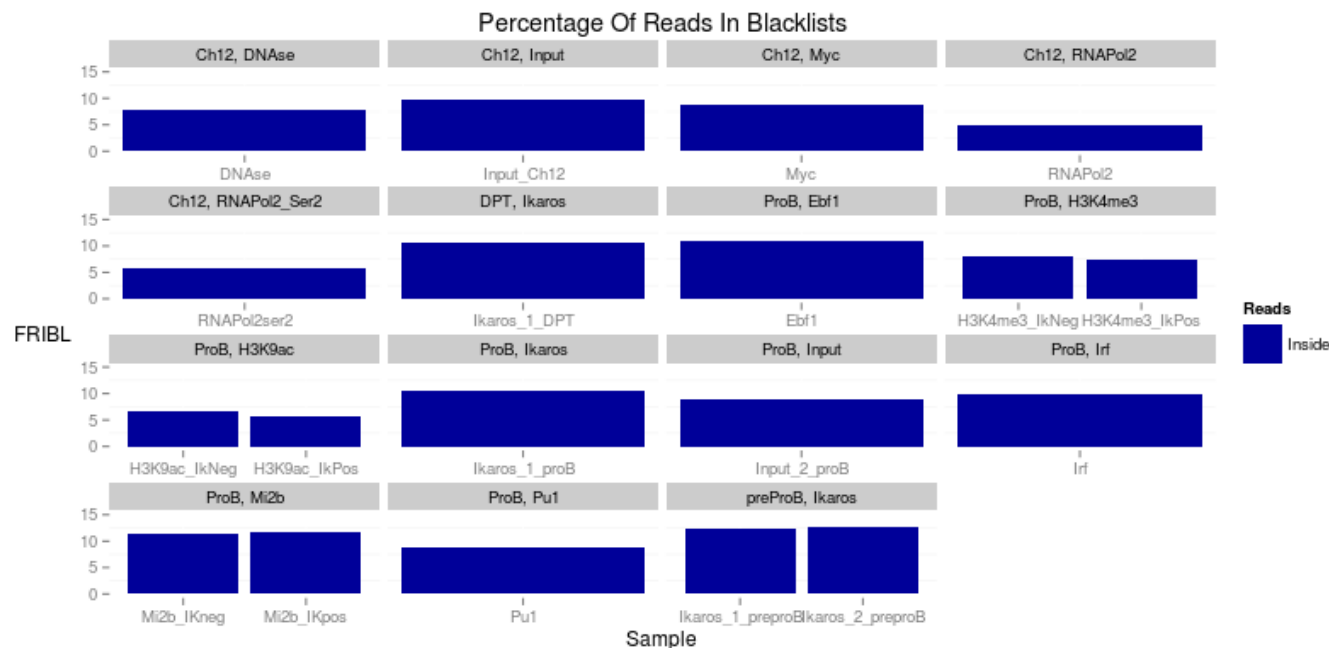 Percentage Of Reads In Blacklists
Ch12, DNAse Ch12, Input Ch12, Myc Ch12, RNAPol2
15
10
5
0
DNAse Input_Ch12 Myc RNAPol2
Ch12, RNAPol2_Ser2 DPT, Ikaros ProB, Ebf1 ProB, H3K4me3
15
10
5
0
RNAPol2ser2 Ikaros_1_DPT Ebf1 H3K4me3_IkNeg H3K4me3_IkPos
Reads
Inside
FRIBL
ProB, H3K9ac ProB, Ikaros ProB, Input ProB, Irf
15
10
5
0
H3K9ac_IkNeg H3K9ac_IkPos Ikaros_1_proB Input_2_proB Irf
ProB, Mi2b ProB, Pu1 preProB, Ikaros
15
10
5
0
Mi2b_IKneg Mi2b_IKpos Pu1 Ikaros_1_preproB Ikaros_2_preproB
Sample